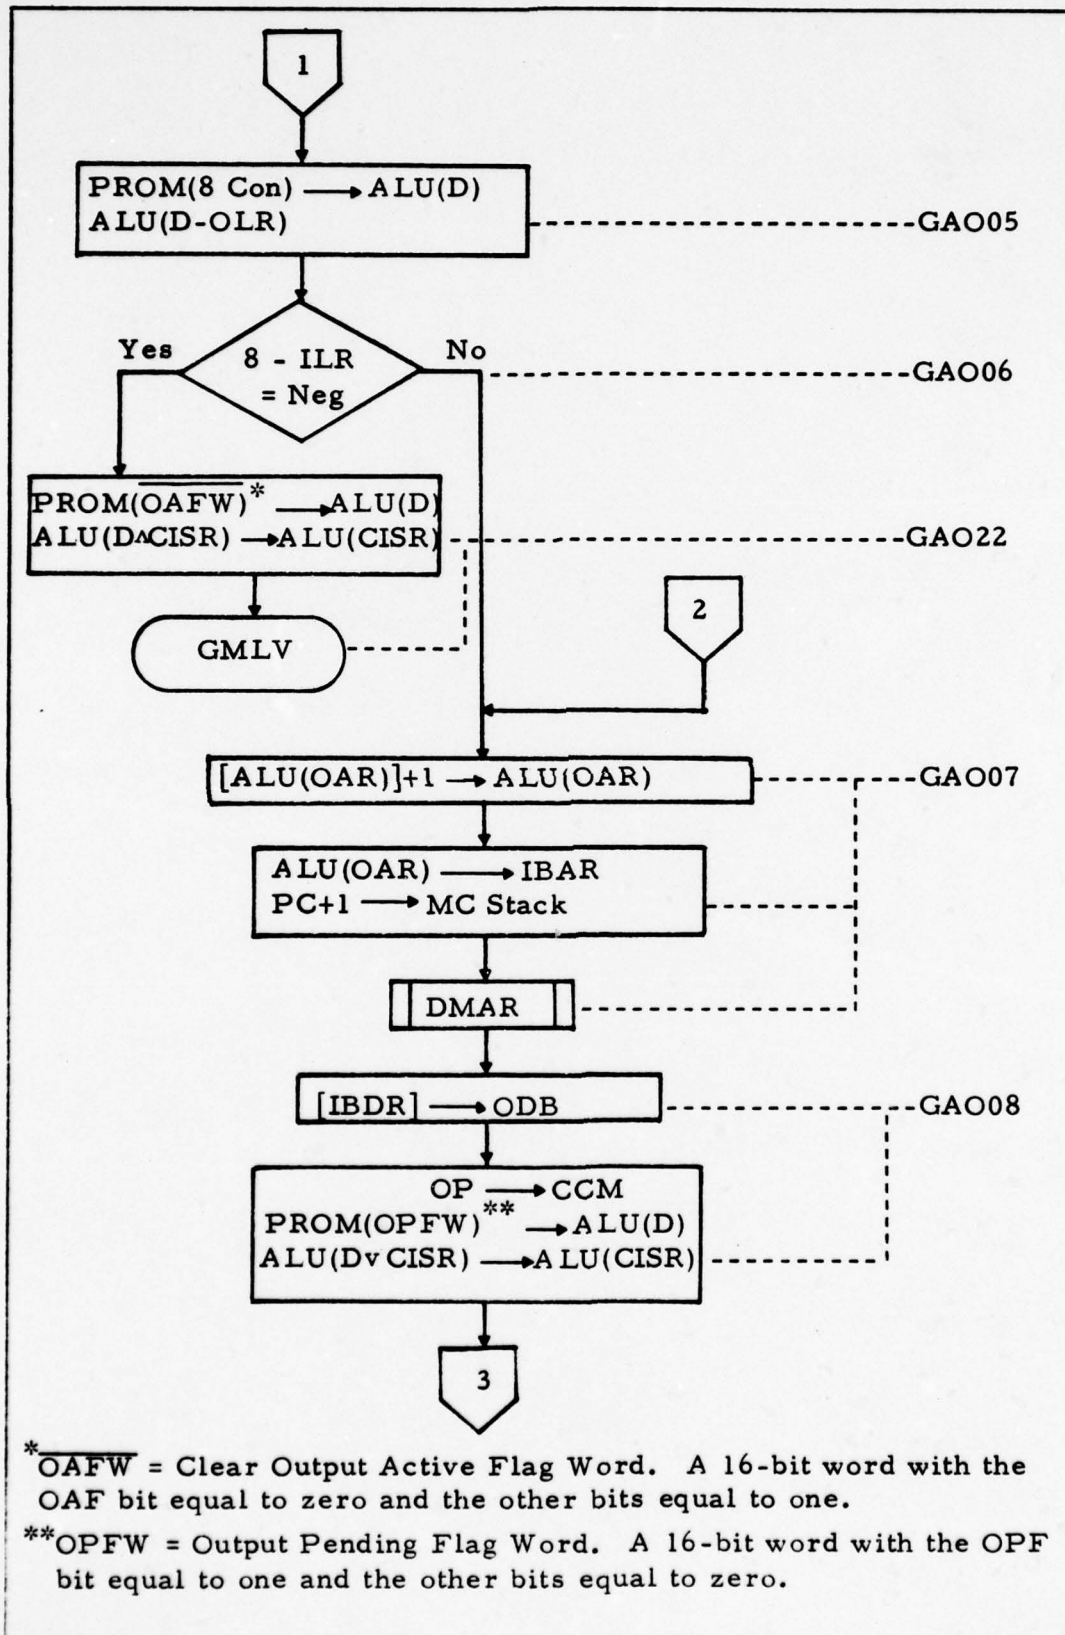 1
PROM(8 Con) ⟶ ALU(D)
ALU(D-OLR)
GAO05
Yes
8 - ILR
= Neg
No
GAO06
PROM(O̅A̅F̅W̅)* ⟶ ALU(D)
ALU(D∧CISR) ⟶ ALU(CISR)
GAO22
2
GMLV
[ALU(OAR)]+1 ⟶ ALU(OAR)
GAO07
ALU(OAR) ⟶ IBAR
PC+1 ⟶ MC Stack
DMAR
[IBDR] ⟶ ODB
GAO08
OP ⟶ CCM
PROM(OPFW)** ⟶ ALU(D)
ALU(D∨CISR) ⟶ ALU(CISR)
3
*O̅A̅F̅W̅ = Clear Output Active Flag Word. A 16-bit word with the
OAF bit equal to zero and the other bits equal to one.
**OPFW = Output Pending Flag Word. A 16-bit word with the OPF
bit equal to one and the other bits equal to zero.